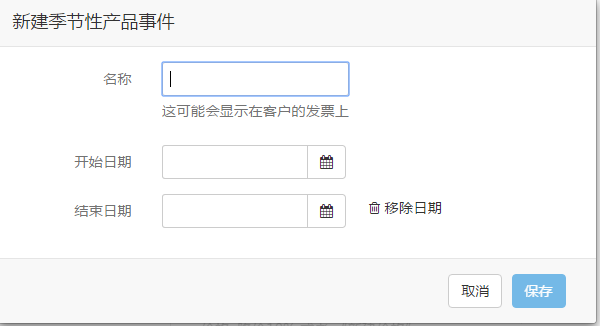 新建季节性产品事件
名称
这可能会显示在客户的发票上
开始日期
结束日期
移除日期
取消
保存